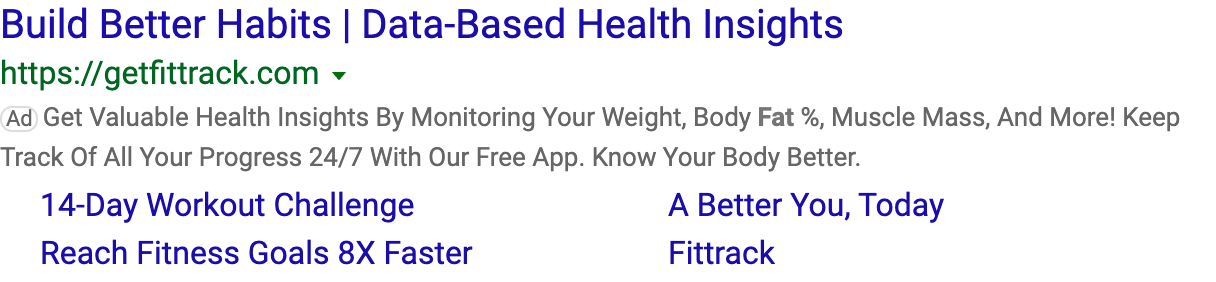 Build Better Habits | Data-Based Health Insights
https://getfittrack.com
Ad Get Valuable Health Insights By Monitoring Your Weight, Body Fat %, Muscle Mass, And More! Keep
Track Of All Your Progress 24/7 With Our Free App. Know Your Body Better.
14-Day Workout Challenge A Better You, Today
Reach Fitness Goals 8X Faster Fittrack